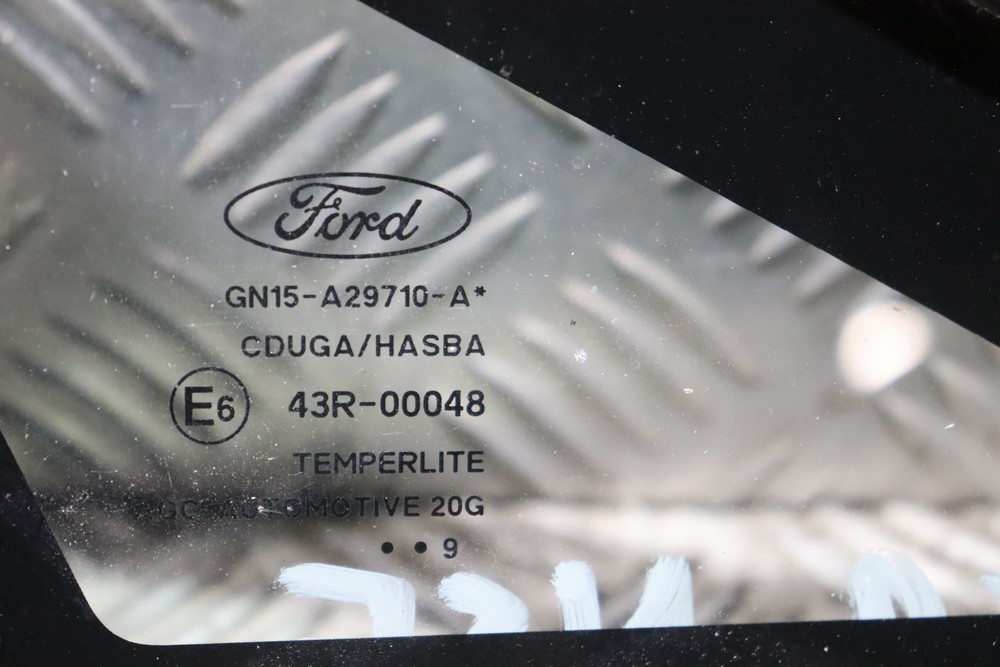 Ford
GN15-A29710-A*
CDUGA/HASBA
E6 43R-00048
TEMPERLITE
AUTOMOTIVE 20G
• • 9